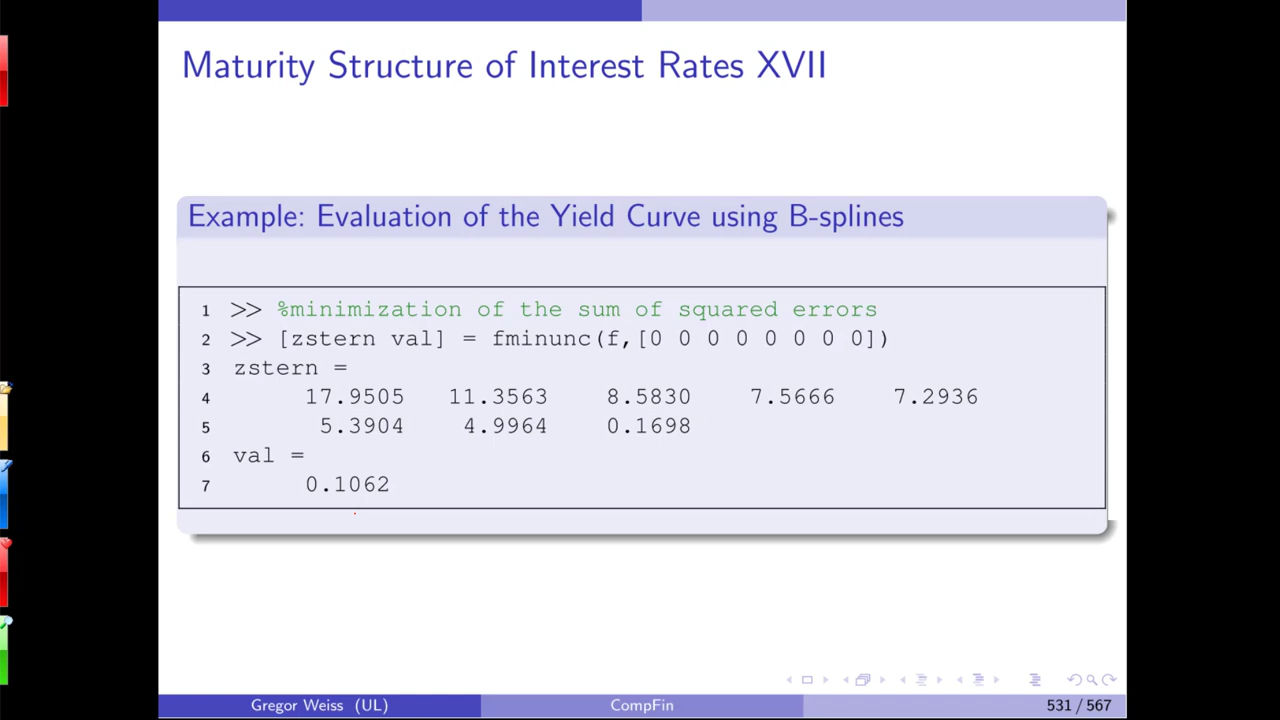 Maturity Structure of Interest Rates XVII
Example: Evaluation of the Yield Curve using B-splines
1 >> %minimization of the sum of squared errors
2 >> [zstern val] = fminunc(f,[0 0 0 0 0 0 0 0])
3 zstern =
4 17.9505 11.3563 8.5830 7.5666 7.2936
5 5.3904 4.9964 0.1698
6 val =
7 0.1062
Gregor Weiss (UL) CompFin 531 / 567